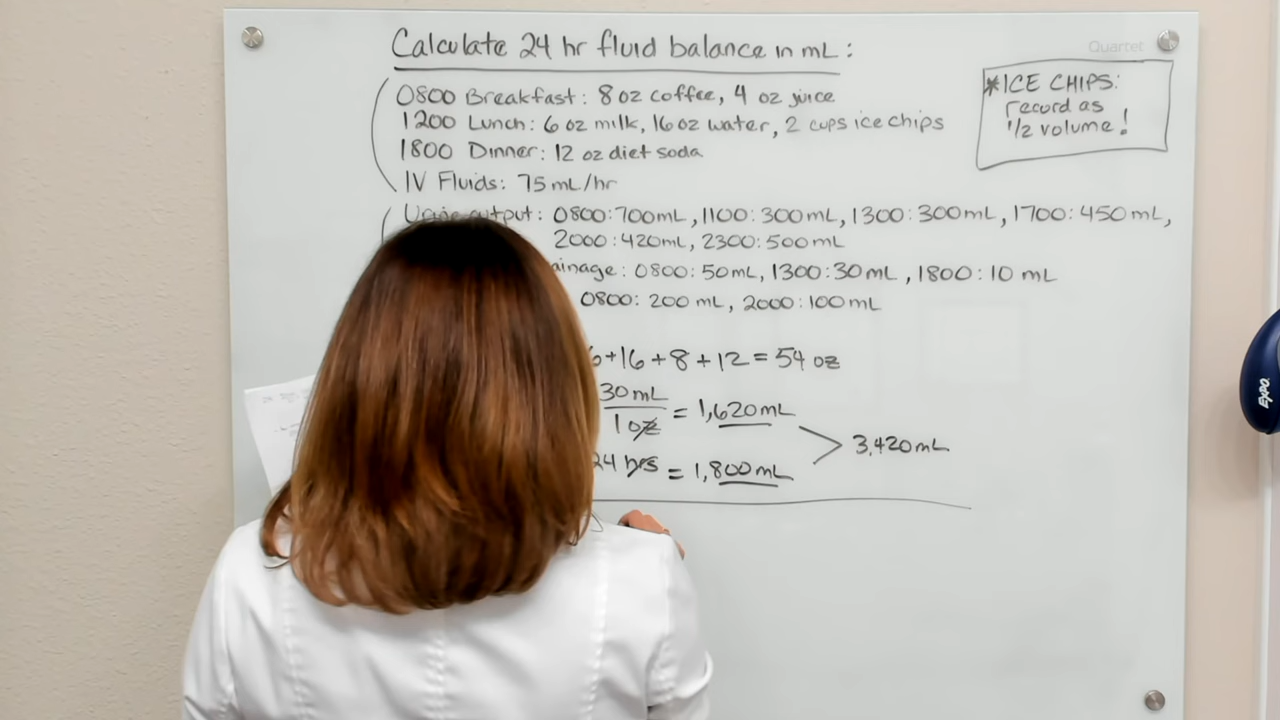 Calculate 24 hr fluid balance in mL:
Quartet
*ICE CHIPS:
record as
1/2 volume!
0800 Breakfast: 8 oz coffee, 4 oz juice
1200 Lunch: 6 oz milk, 16 oz water, 2 cups ice chips
1800 Dinner: 12 oz diet soda
IV Fluids: 75 mL/hr
Urine output: 0800: 700mL, 1100: 300mL, 1300: 300mL, 1700: 450 mL,
2000: 420mL, 2300: 500mL
ainage: 0800: 50mL, 1300: 30mL, 1800: 10 mL
0800: 200 mL, 2000: 100mL
6+16+8+12=54 oz
30mL
= 1,620mL
1oz
24 hrs = 1,800mL
> 3,420mL
EXPO